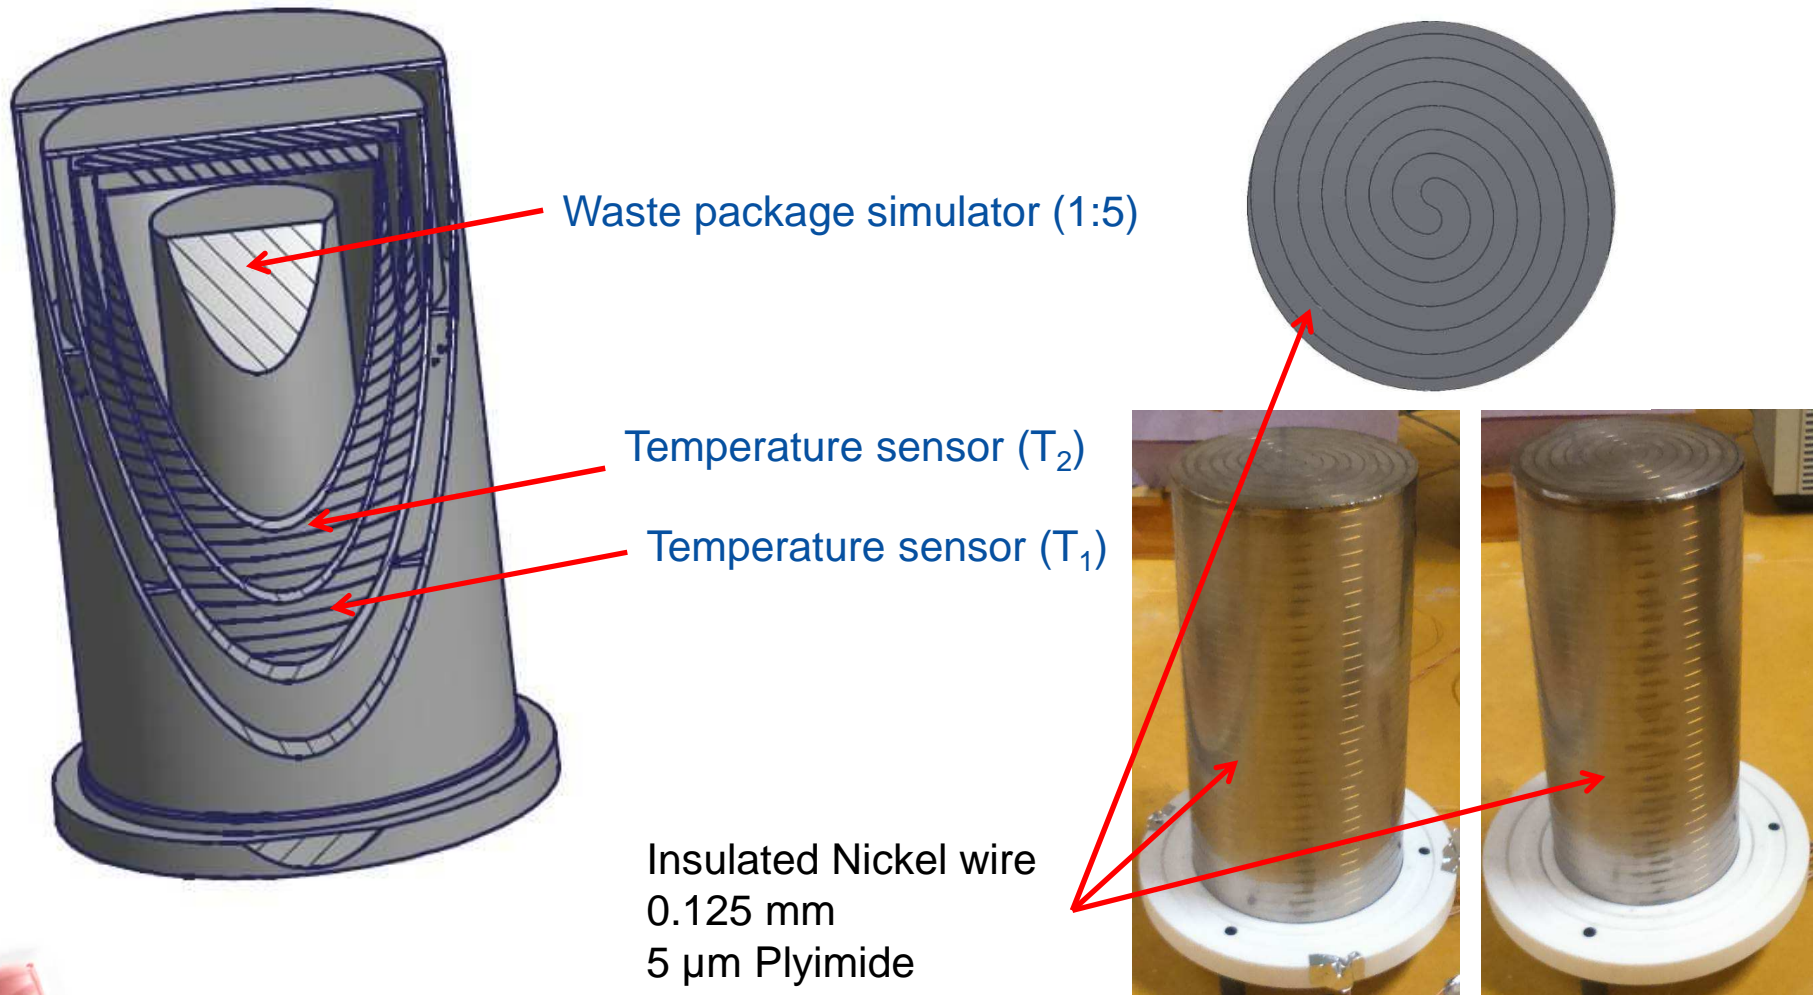 Waste package simulator (1:5)
Temperature sensor (T₂)
Temperature sensor (T₁)
Insulated Nickel wire
0.125 mm
5 µm Plyimide